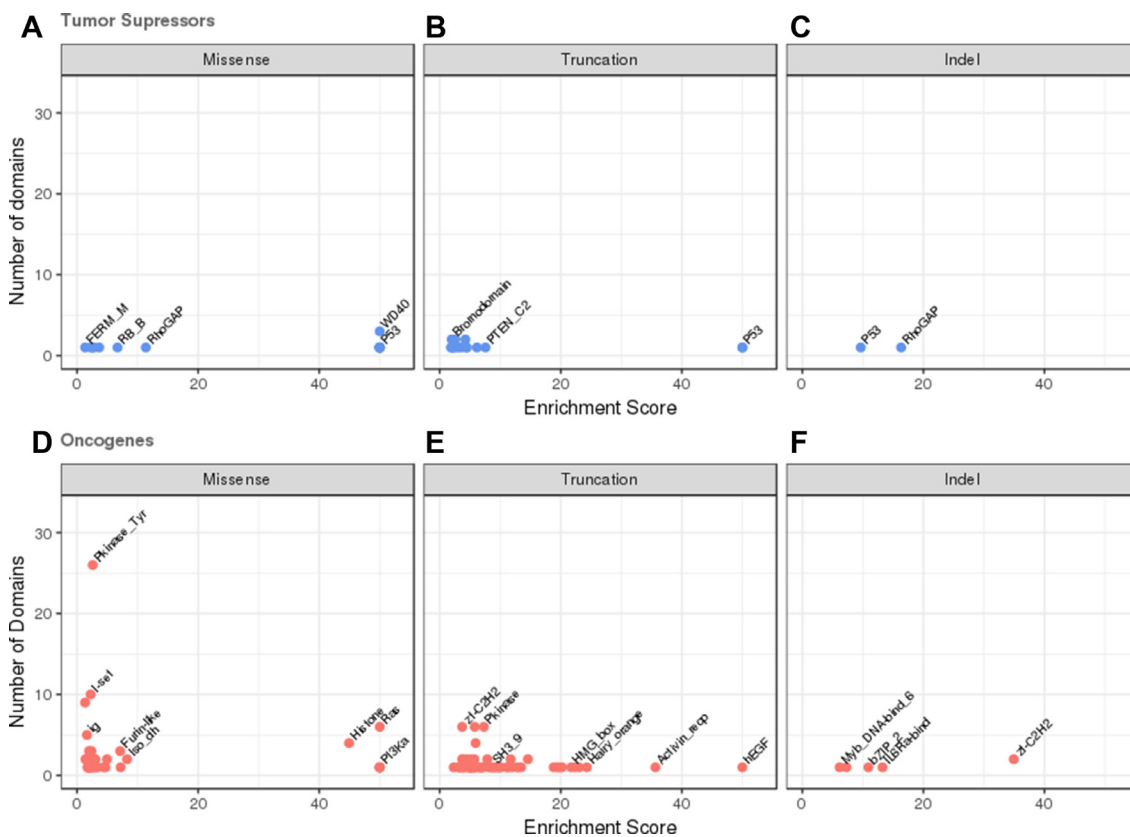 A Tumor Supressors B C
Missense Truncation Indel
Number of domains
30
20
10
0
FERM_M RB_B RhoGAP WD40 P53
Bromodomain PTEN_C2 P53
P53 RhoGAP
0 20 40 0 20 40 0 20 40
Enrichment Score
D Oncogenes E F
Missense Truncation Indel
Number of Domains
30
20
10
0
Pkinase_Tyr I-set Ig Furin-like Iso_dh Histone Ras PI3Ka
zf-C2H2 Pkinase SH3_9 HMG_box Hairy_orange Activin_recp hEGF
Myb_DNA-bind_6 bZIP_2 IL6Ra-bind zf-C2H2
0 20 40 0 20 40 0 20 40
Enrichment Score